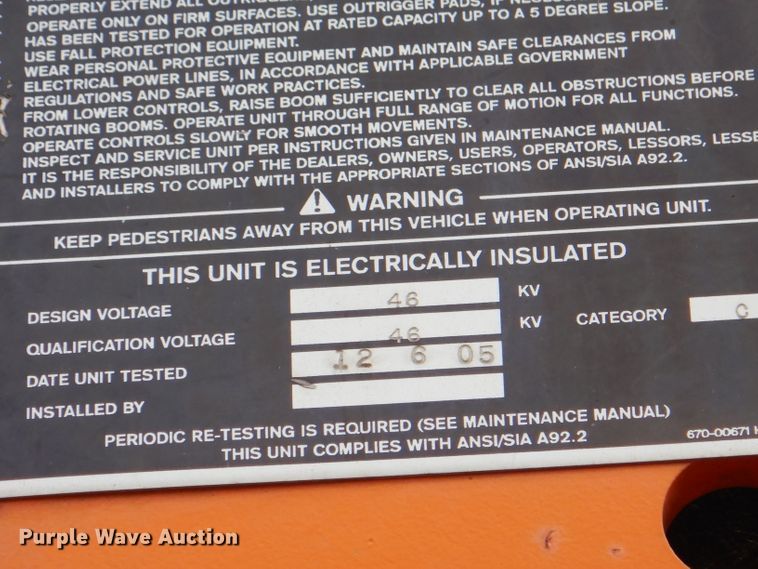 PROPERLY EXTEND ALL
OPERATE ONLY ON FIRM SURFACES. USE OUTRIGGER PADS, IF
HAS BEEN TESTED FOR OPERATION AT RATED CAPACITY UP TO A 5 DEGREE SLOPE.
USE FALL PROTECTION EQUIPMENT.
WEAR PERSONAL PROTECTIVE EQUIPMENT AND MAINTAIN SAFE CLEARANCES FROM
ELECTRICAL POWER LINES, IN ACCORDANCE WITH APPLICABLE GOVERNMENT
REGULATIONS AND SAFE WORK PRACTICES.
FROM LOWER CONTROLS, RAISE BOOM SUFFICIENTLY TO CLEAR ALL OBSTRUCTIONS BEFORE
ROTATING BOOMS. OPERATE UNIT THROUGH FULL RANGE OF MOTION FOR ALL FUNCTIONS.
OPERATE CONTROLS SLOWLY FOR SMOOTH MOVEMENTS.
INSPECT AND SERVICE UNIT PER INSTRUCTIONS GIVEN IN MAINTENANCE MANUAL.
IT IS THE RESPONSIBILITY OF THE DEALERS, OWNERS, USERS, OPERATORS, LESSORS, LESSE
AND INSTALLERS TO COMPLY WITH THE APPROPRIATE SECTIONS OF ANSI/SIA A92.2.
WARNING
KEEP PEDESTRIANS AWAY FROM THIS VEHICLE WHEN OPERATING UNIT.
THIS UNIT IS ELECTRICALLY INSULATED
DESIGN VOLTAGE 46 KV
QUALIFICATION VOLTAGE 46 KV CATEGORY C
DATE UNIT TESTED 12 6 05
INSTALLED BY
PERIODIC RE-TESTING IS REQUIRED (SEE MAINTENANCE MANUAL)
THIS UNIT COMPLIES WITH ANSI/SIA A92.2
670-00671
Purple Wave Auction